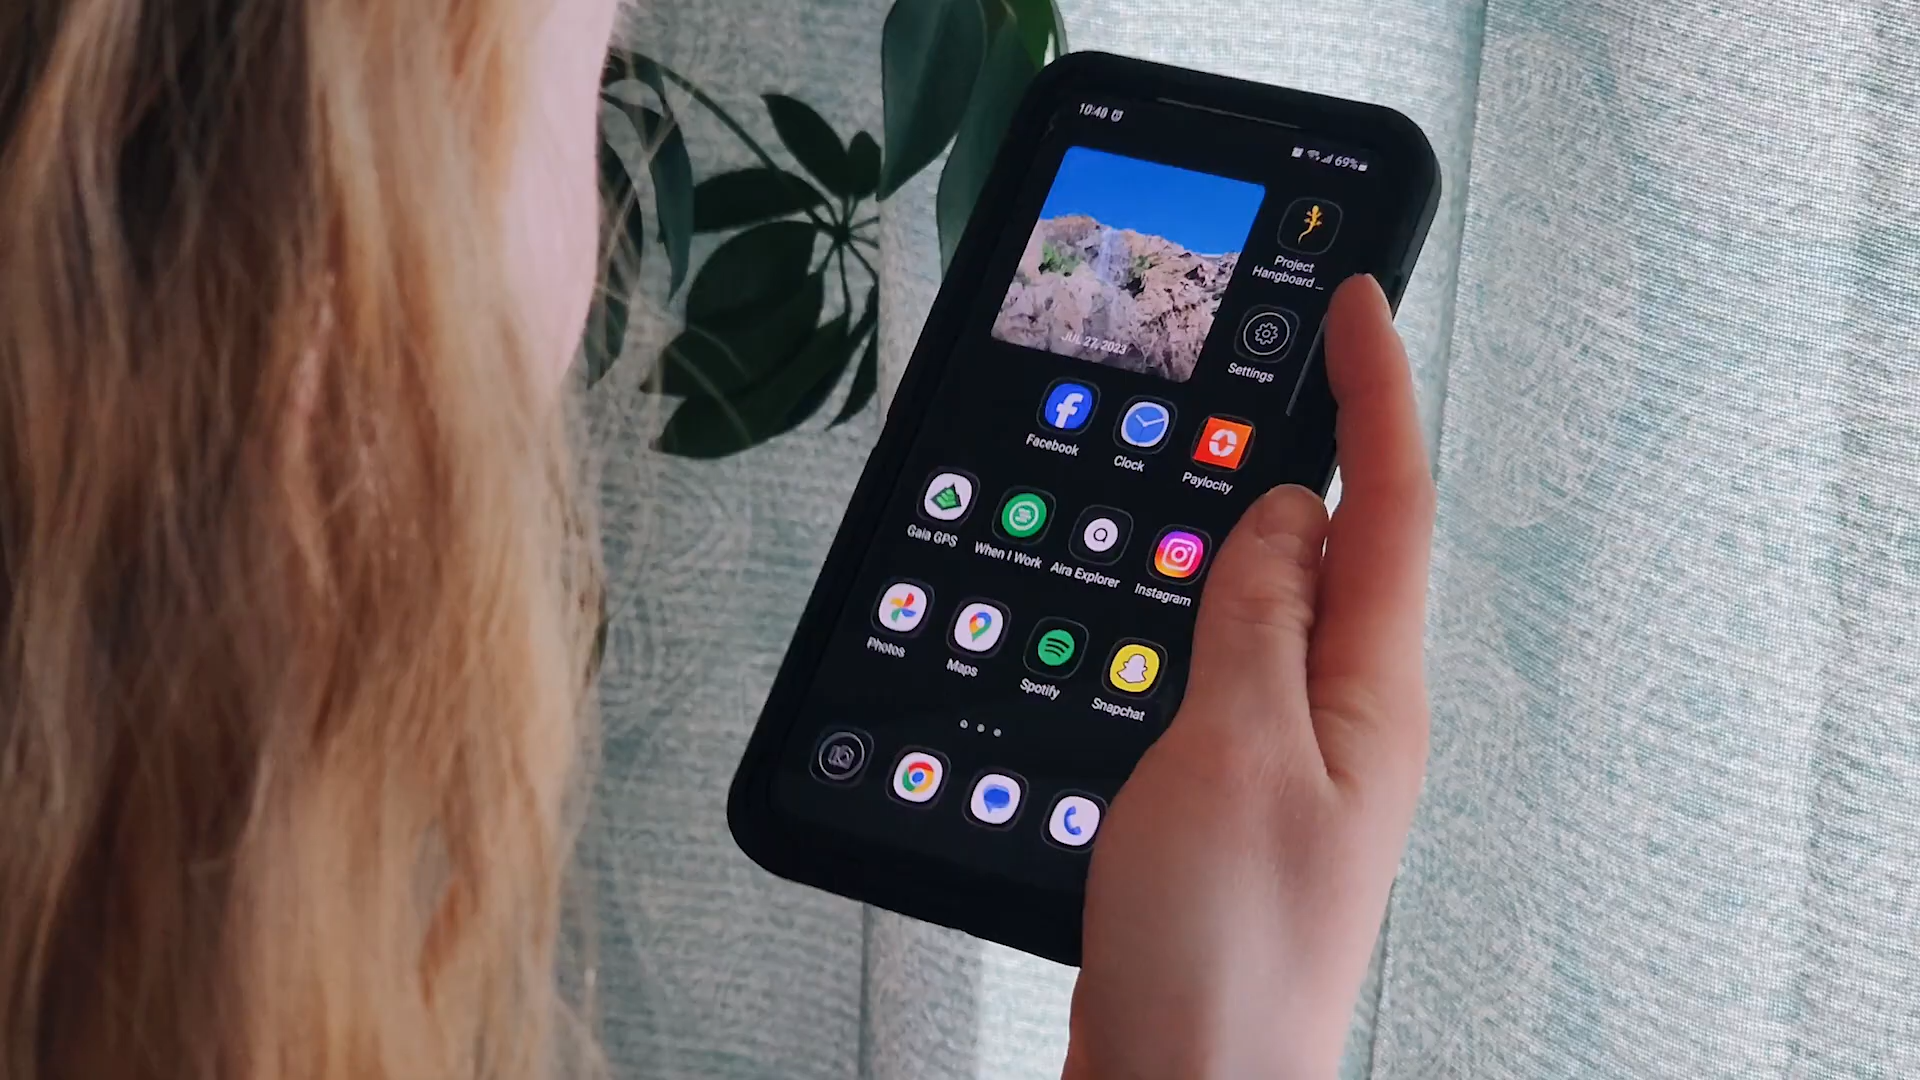 10:40
69%
Project
Hangboard ...
JUL 27, 2023
Settings
Facebook
Clock
Paylocity
Gaia GPS
When I Work
Aira Explorer
Instagram
Photos
Maps
Spotify
Snapchat